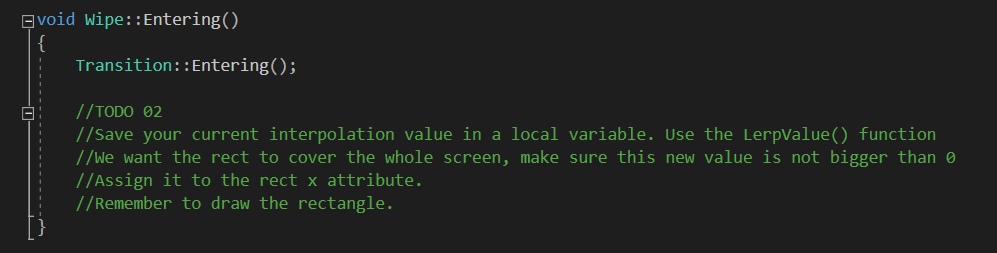 void Wipe::Entering()
{
Transition::Entering();
//TODO 02
//Save your current interpolation value in a local variable. Use the LerpValue() function
//We want the rect to cover the whole screen, make sure this new value is not bigger than 0
//Assign it to the rect x attribute.
//Remember to draw the rectangle.
}